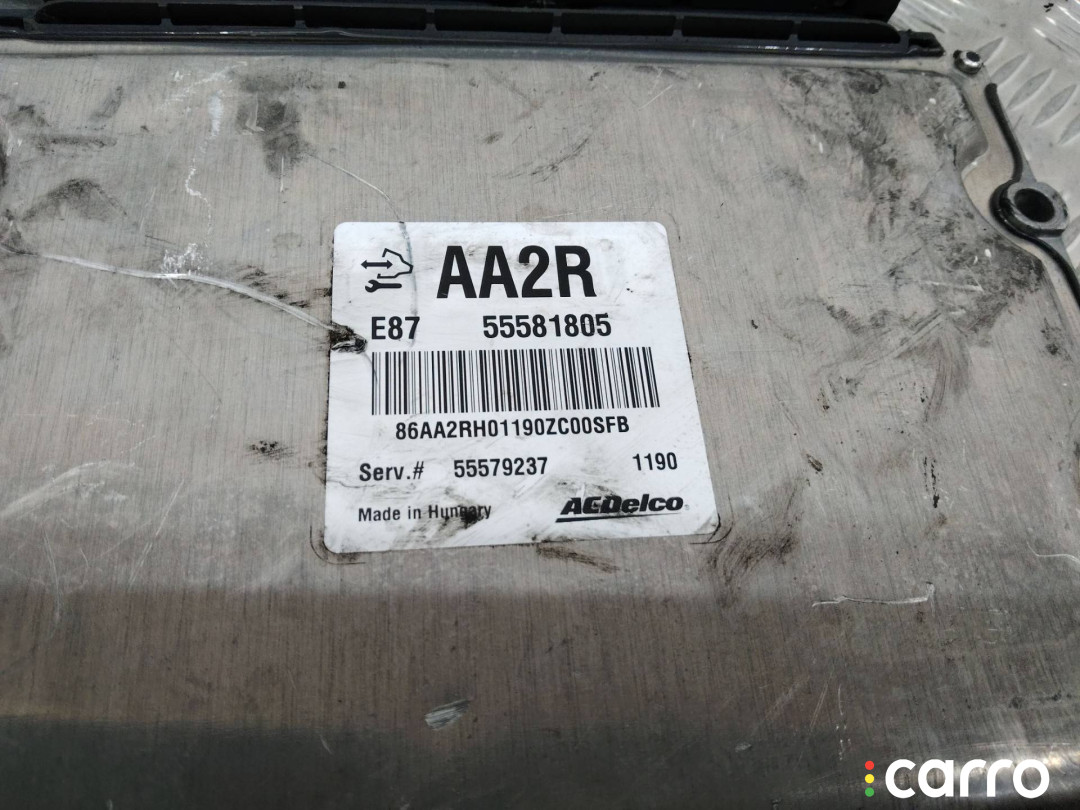 AA2R
E87 55581805
86AA2RH01190ZC00SFB
Serv.# 55579237 1190
Made in Hungary ACDelco
carro